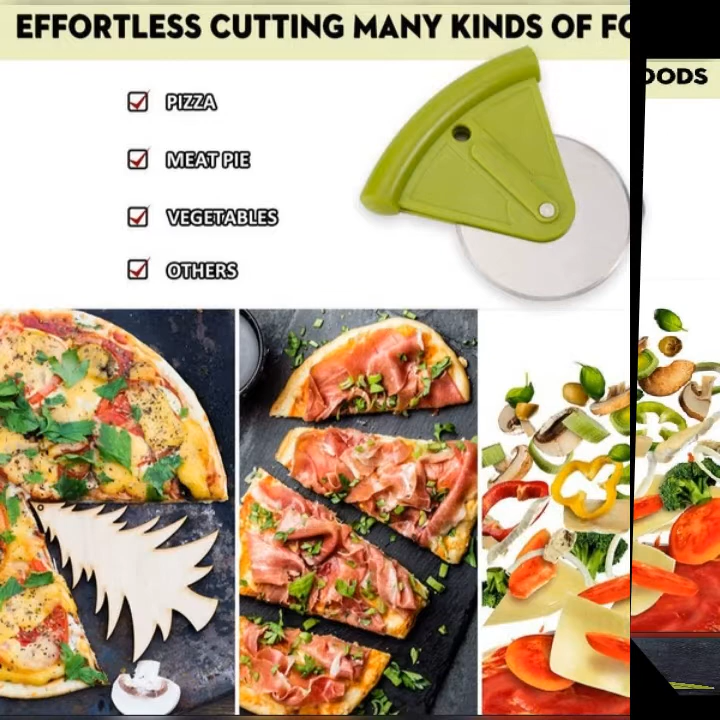 EFFORTLESS CUTTING MANY KINDS OF FO
OODS
PIZZA
MEAT PIE
VEGETABLES
OTHERS